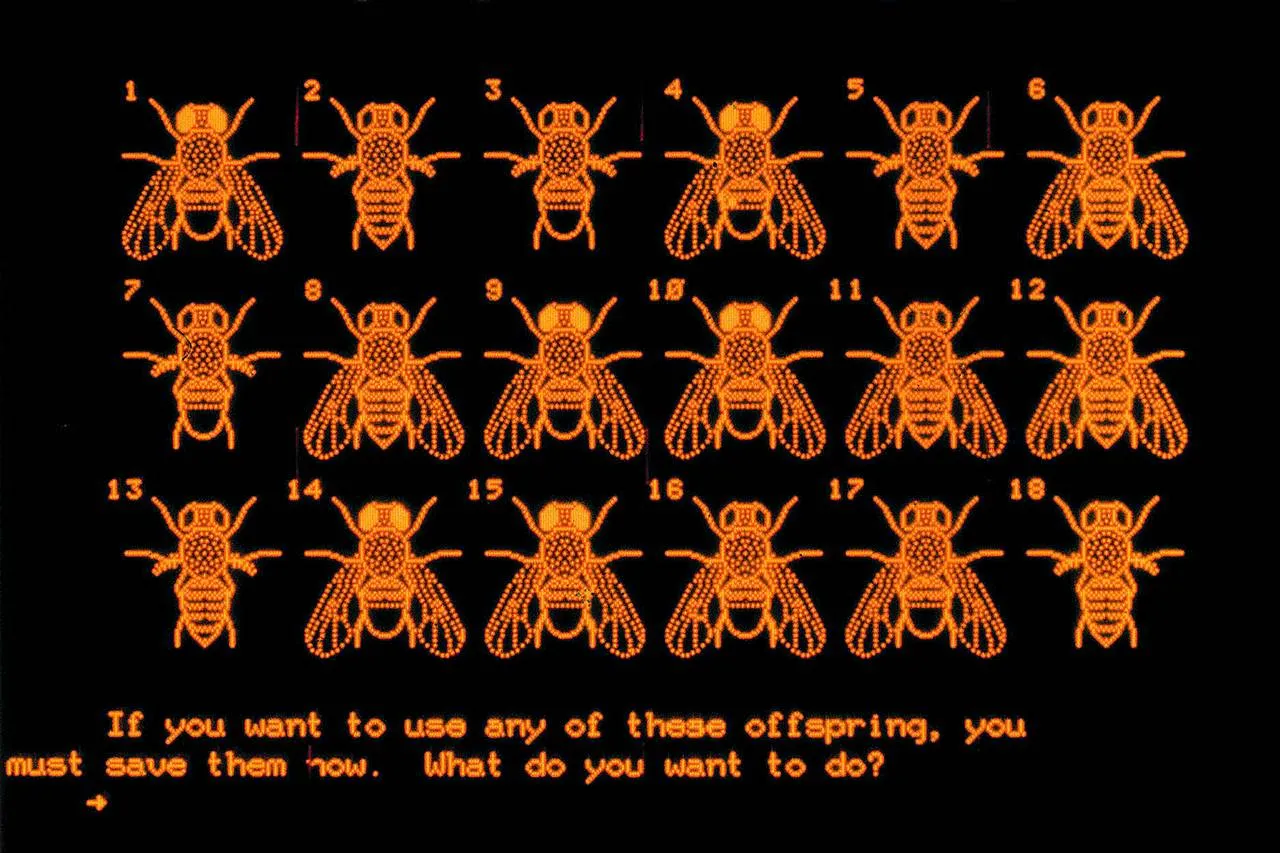 1 2 3 4 5 6
7 8 9 10 11 12
13 14 15 16 17 18
If you want to use any of these offspring, you
must save them now. What do you want to do?
→